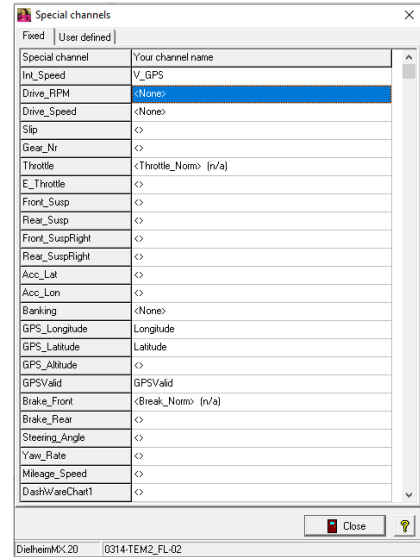 Special channels
Fixed User defined
Special channel Your channel name
Int_Speed V_GPS
Drive_RPM <None>
Drive_Speed <None>
Slip <>
Gear_Nr <>
Throttle <Throttle_Norm> (n/a)
E_Throttle <>
Front_Susp <>
Rear_Susp <>
Front_SuspRight <>
Rear_SuspRight <>
Acc_Lat <>
Acc_Lon <>
Banking <None>
GPS_Longitude Longitude
GPS_Latitude Latitude
GPS_Altitude <>
GPSValid GPSValid
Brake_Front <Break_Norm> (n/a)
Brake_Rear <>
Steering_Angle <>
Yaw_Rate <>
Mileage_Speed <>
DashWareChart1 <>
Close ?
DielheimMX.20 0314-TEM2_FL-02